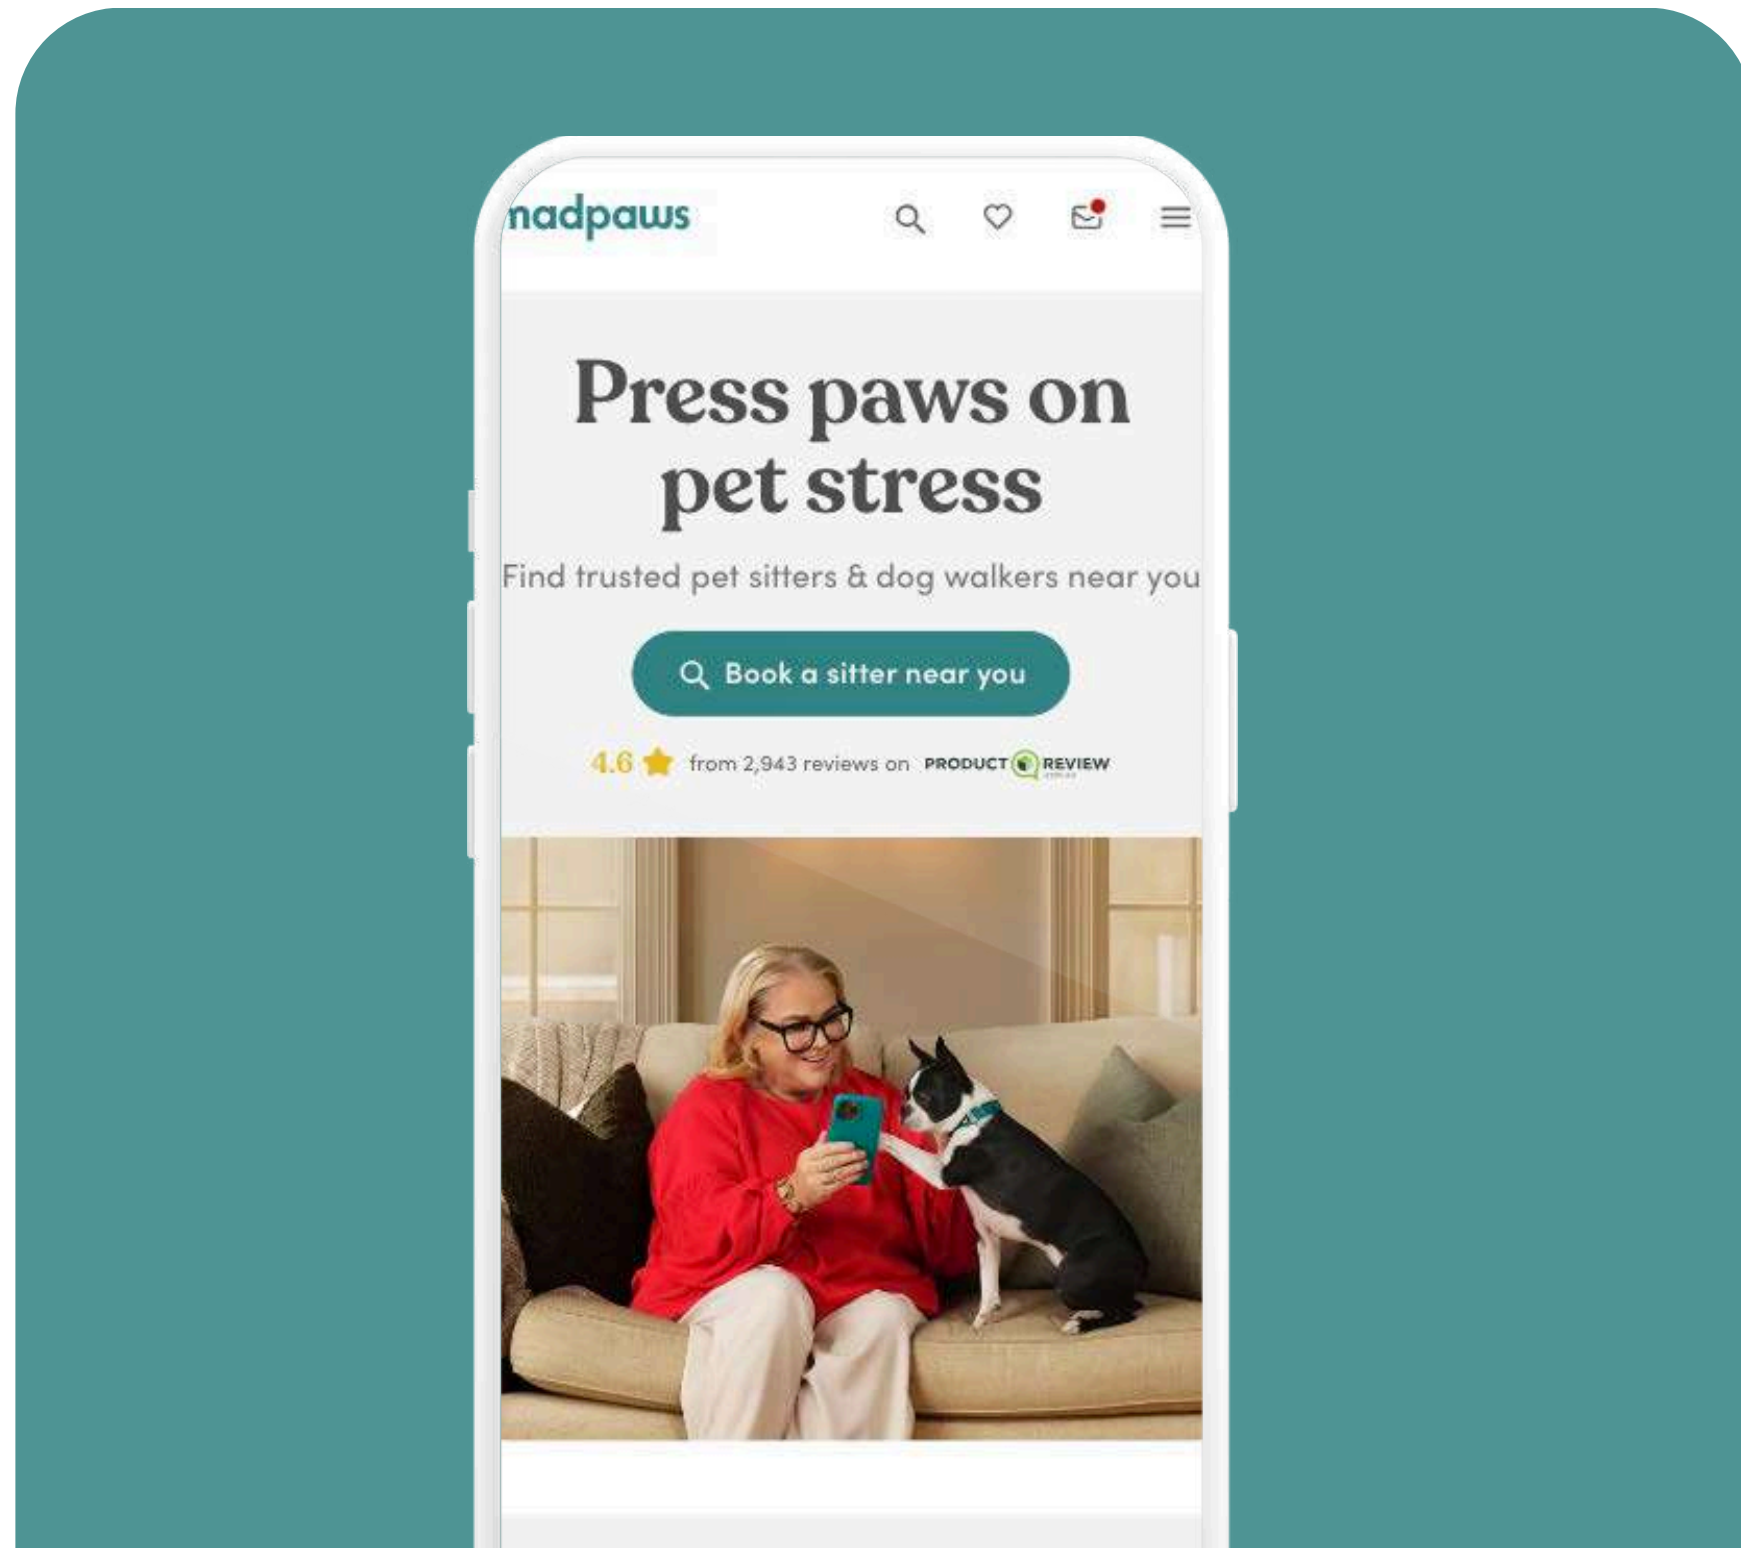 madpaws
Press paws on
pet stress
Find trusted pet sitters & dog walkers near you
Book a sitter near you
4.6 from 2,943 reviews on PRODUCT REVIEW